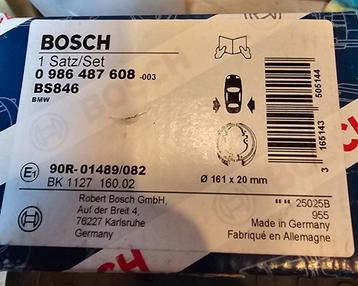 BOSCH
1 Satz/Set
0 986 487 608 -003
BS846
BMW
3 165143 505144
E1
90R- 01489/082
BK 1127 160.02
Ø 161 x 20 mm
Robert Bosch GmbH,
Auf der Breit 4,
76227 Karlsruhe
Germany
25025B
955
Made in Germany
Fabriqué en Allemagne